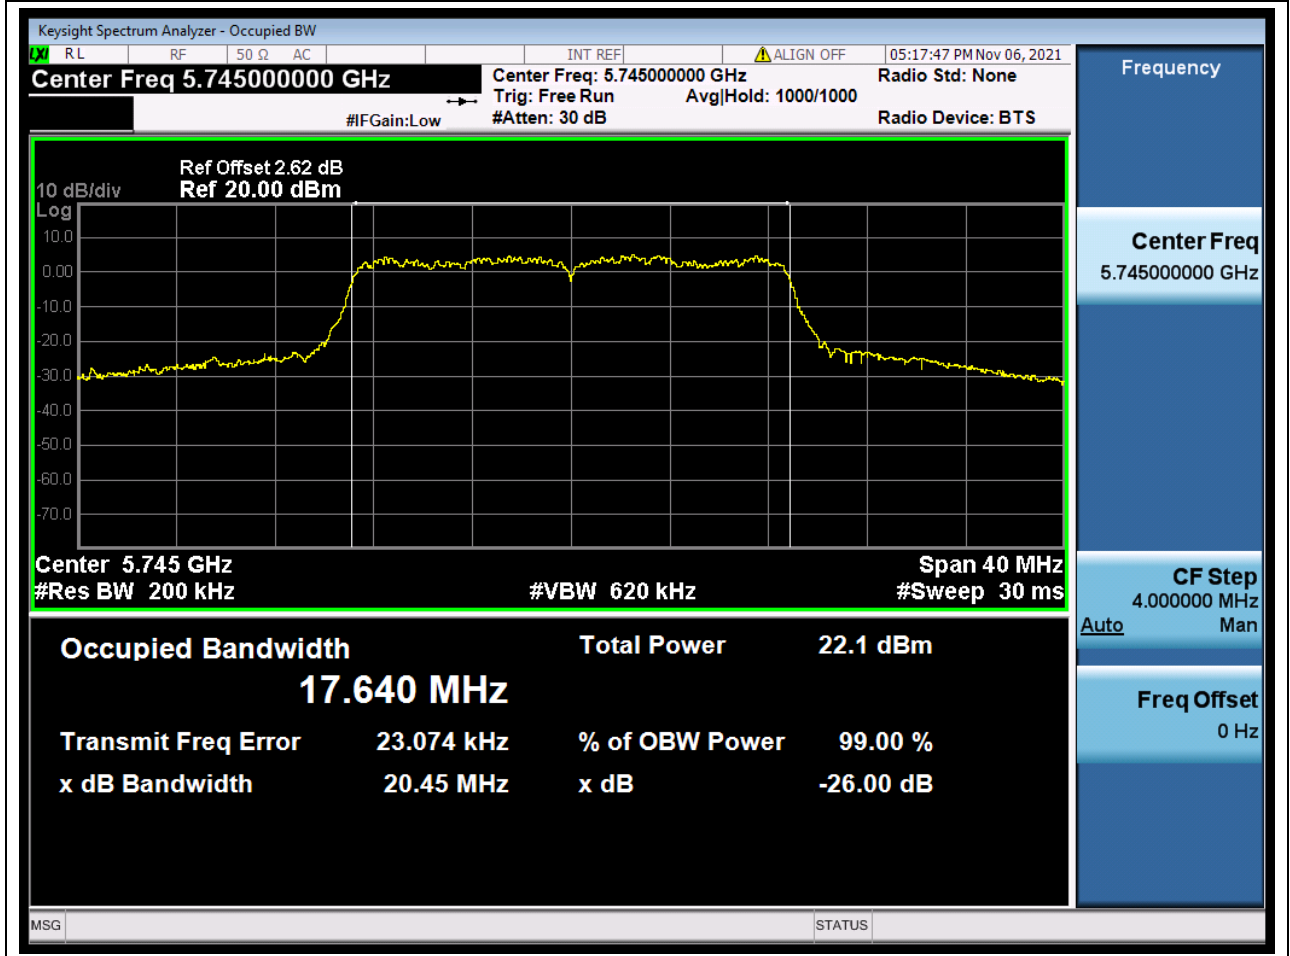 Keysight Spectrum Analyzer - Occupied BW
LXI RL RF 50 Ω AC INT REF ALIGN OFF 05:17:47 PM Nov 06, 2021
Center Freq 5.745000000 GHz
Center Freq: 5.745000000 GHz
Radio Std: None
Trig: Free Run Avg|Hold: 1000/1000
#IFGain:Low
#Atten: 30 dB
Radio Device: BTS
Ref Offset 2.62 dB
10 dB/div Ref 20.00 dBm
Log
10.0
0.00
-10.0
-20.0
-30.0
-40.0
-50.0
-60.0
-70.0
Center 5.745 GHz Span 40 MHz
#Res BW 200 kHz #VBW 620 kHz #Sweep 30 ms
Occupied Bandwidth Total Power 22.1 dBm
17.640 MHz
Transmit Freq Error 23.074 kHz % of OBW Power 99.00 %
x dB Bandwidth 20.45 MHz x dB -26.00 dB
Frequency
Center Freq
5.745000000 GHz
CF Step
4.000000 MHz
Auto Man
Freq Offset
0 Hz
MSG STATUS